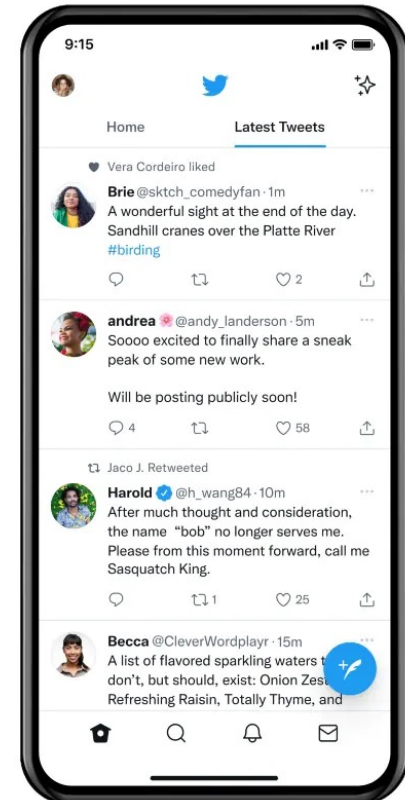 9:15
Home Latest Tweets
Vera Cordeiro liked
Brie @sktch_comedyfan · 1m
A wonderful sight at the end of the day.
Sandhill cranes over the Platte River
#birding
2
andrea🌸 @andy_landerson · 5m
Soooo excited to finally share a sneak
peak of some new work.
Will be posting publicly soon!
4 58
Jaco J. Retweeted
Harold @h_wang84 · 10m
After much thought and consideration,
the name “bob” no longer serves me.
Please from this moment forward, call me
Sasquatch King.
1 25
Becca @CleverWordplayr · 15m
A list of flavored sparkling waters
don’t, but should, exist: Onion
Refreshing Raisin, Totally Thyme, and